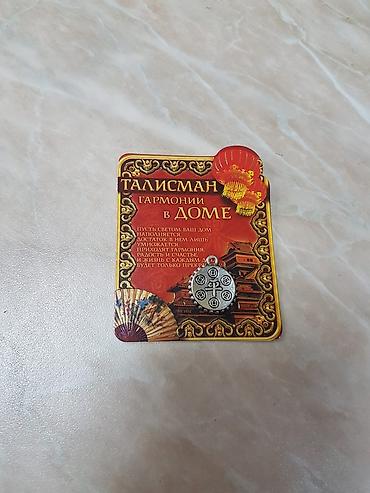 ТАЛИСМАН
ГАРМОНИИ
В ДОМЕ
ПУСТЬ СВЕТОМ ВАШ ДОМ
НАПОЛНЯЕТСЯ,
ДОСТАТОК В НЕМ ЛИШЬ
УМНОЖАЕТСЯ.
ПРИХОДЯТ ГАРМОНИЯ,
РАДОСТЬ И СЧАСТЬЕ,
И ЖИЗНЬ С КАЖДЫМ
БУДЕТ ТОЛЬКО
平